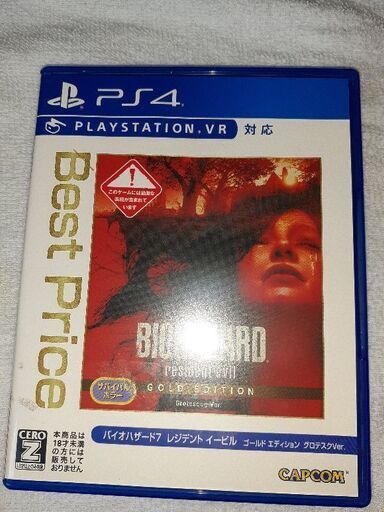 PS4
PLAYSTATION®VR 対応
Best Price
このゲームには過激な
表現が含まれて
います
BIOHAZARD
resident evil
GOLD EDITION
Grotesque Ver.
サバイバル
ホラー
CERO
Z
本商品は
18才未満
の方には
販売して
おりません
バイオハザード7 レジデント イービル ゴールド エディション グロテスクVer.
CAPCOM